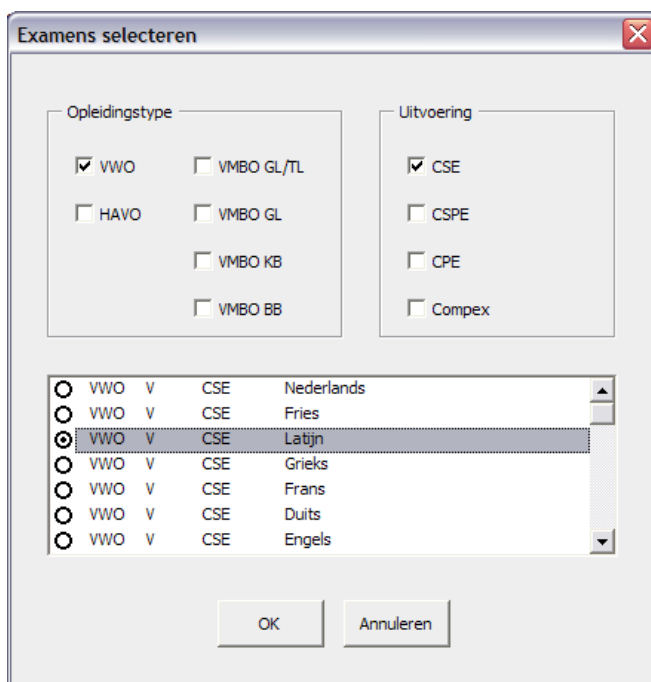 Examens selecteren
Opleidingstype
VWO
VMBO GL/TL
HAVO
VMBO GL
VMBO KB
VMBO BB
Uitvoering
CSE
CSPE
CPE
Compex
VWO V CSE Nederlands
VWO V CSE Fries
VWO V CSE Latijn
VWO V CSE Grieks
VWO V CSE Frans
VWO V CSE Duits
VWO V CSE Engels
OK
Annuleren